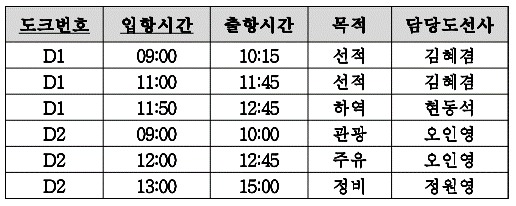 도크번호 입항시간 출항시간 목적 담당도선사
D1 09:00 10:15 선적 김혜겸
D1 11:00 11:45 선적 김혜겸
D1 11:50 12:45 하역 현동석
D2 09:00 10:00 관광 오인영
D2 12:00 12:45 주유 오인영
D2 13:00 15:00 정비 정원영